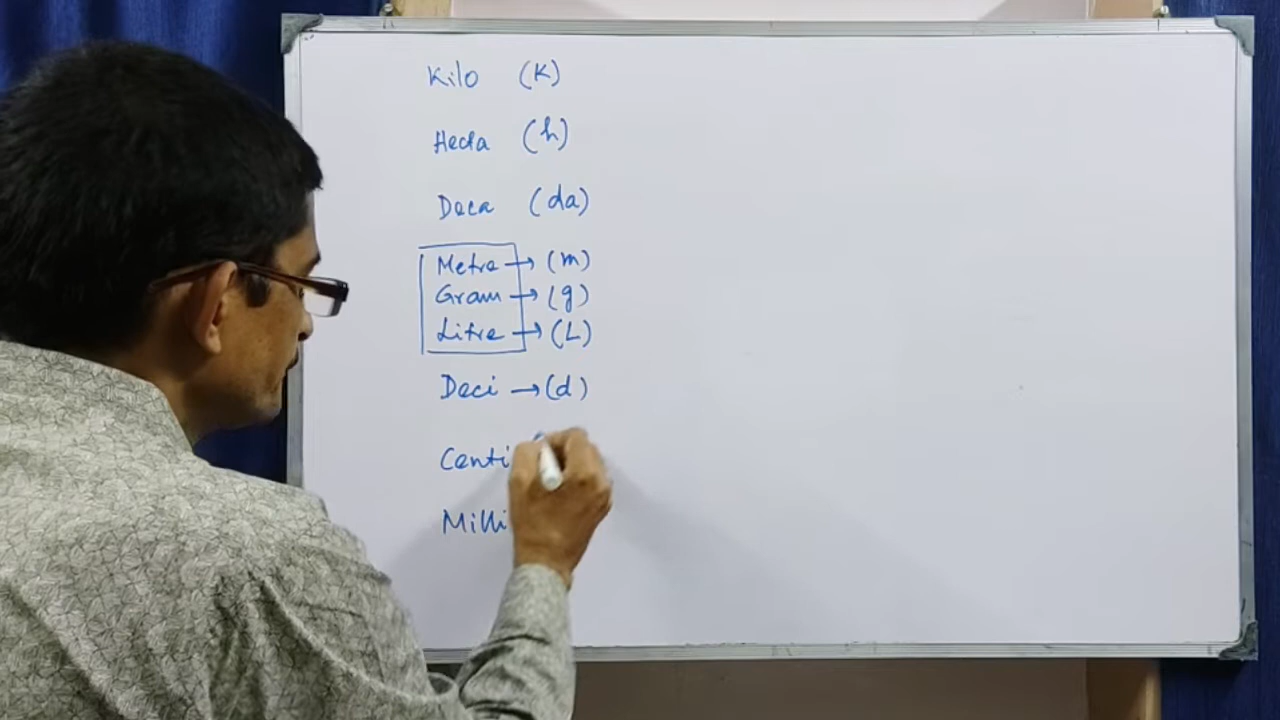 Kilo (K)
Hecta (h)
Deca (da)
Metre → (m)
Gram → (g)
Litre → (L)
Deci → (d)
Centi
Milli